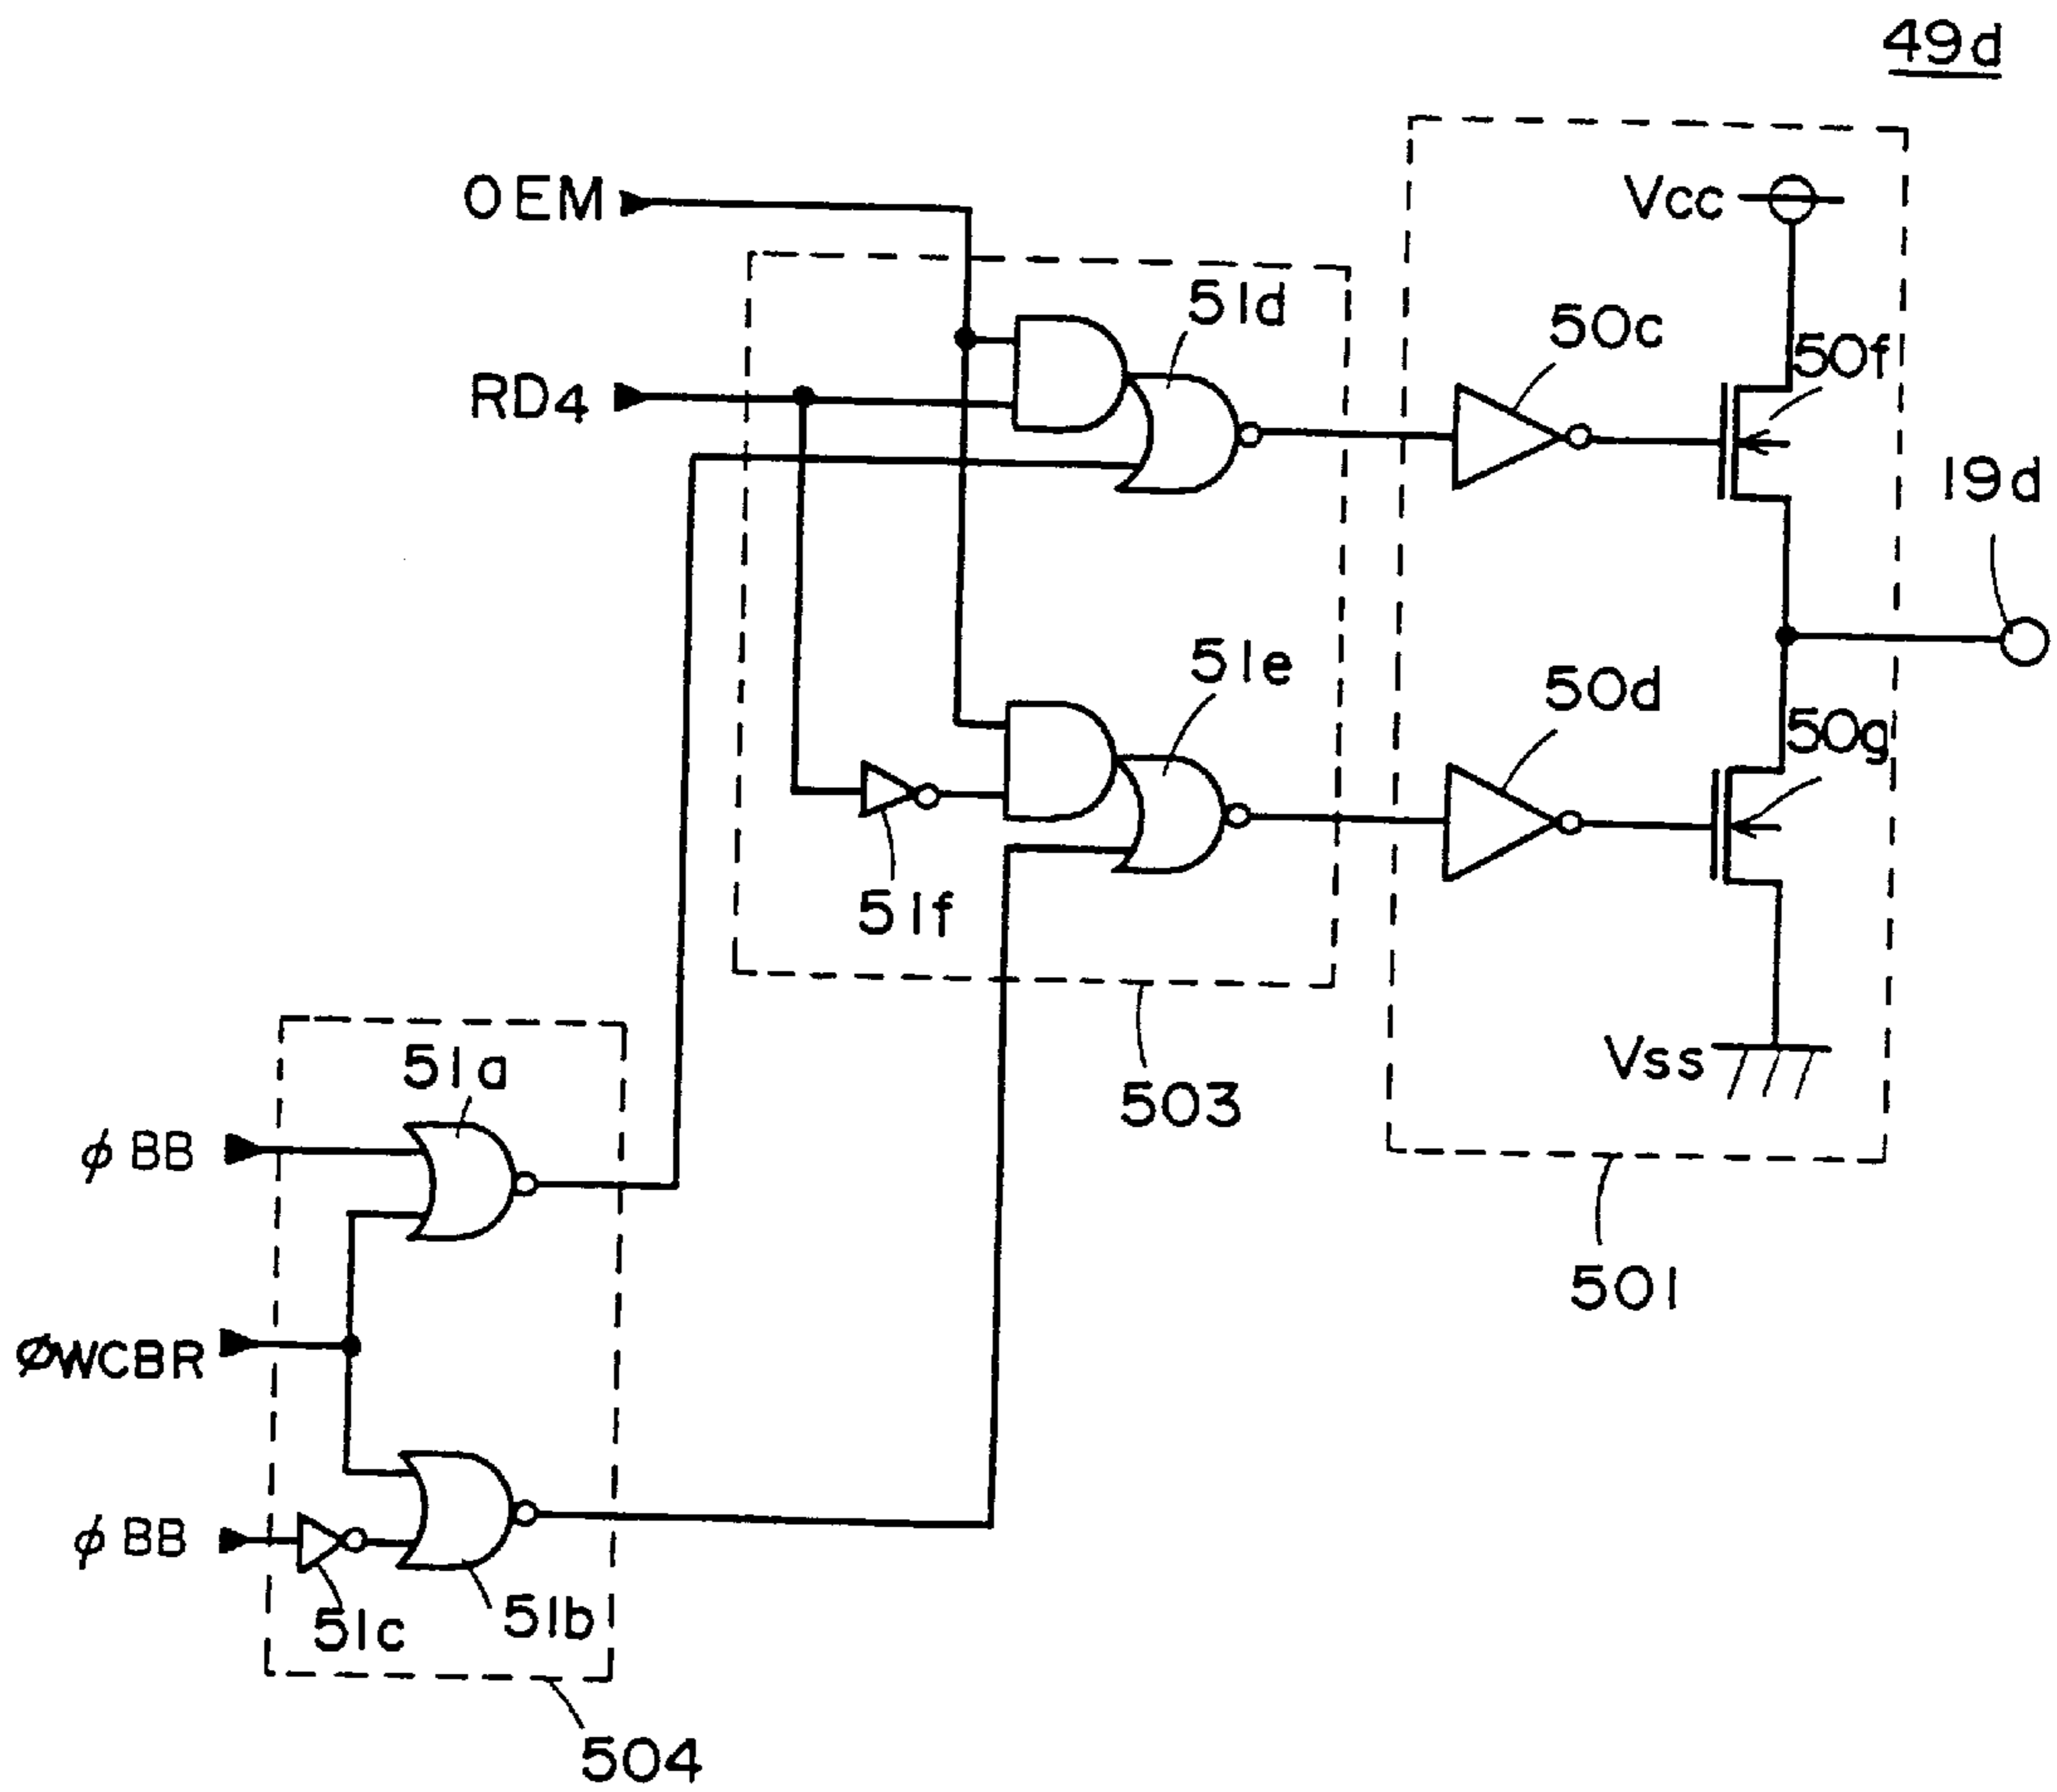 49d
OEM
Vcc
51d
50c
50f
RD4
19d
51e
50d
50g
51f
Vss
503
51a
φBB
501
φWCBR
φBB
51c
51b
504